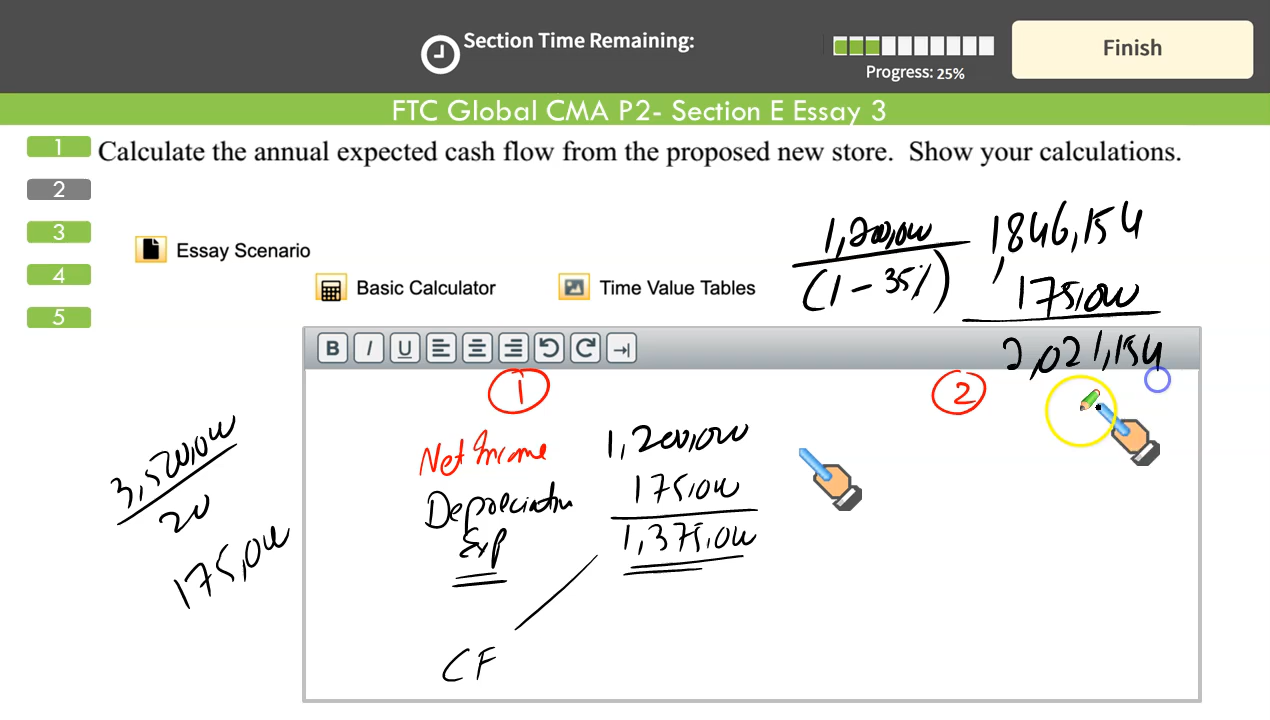 Section Time Remaining:
Progress: 25%
Finish
FTC Global CMA P2- Section E Essay 3
1
2
3
4
5
Calculate the annual expected cash flow from the proposed new store. Show your calculations.
Essay Scenario
Basic Calculator
Time Value Tables
B I U
1,200,000
(1 - 35%)
1846,154
175,000
2,021,154
1
2
Net Income 1,200,000
Depreciation 175,000
Exp 1,375,000
CF
3,500,000
20
175,000